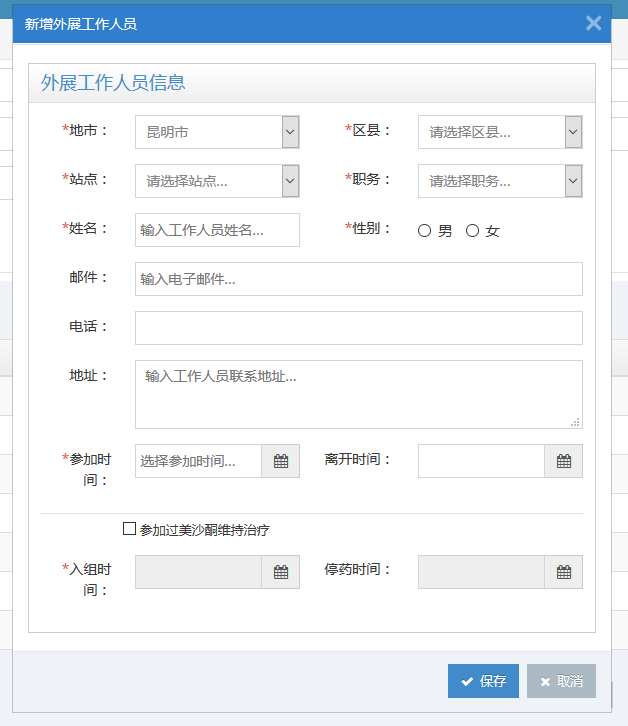 新增外展工作人员
外展工作人员信息
*地市： 昆明市 *区县： 请选择区县...
*站点： 请选择站点... *职务： 请选择职务...
*姓名： 输入工作人员姓名... *性别： 男 女
邮件： 输入电子邮件...
电话：
地址： 输入工作人员联系地址...
*参加时间： 选择参加时间... 离开时间：
参加过美沙酮维持治疗
*入组时间： 停药时间：
保存 取消